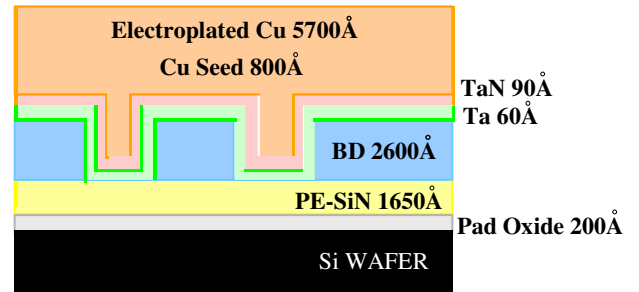 Electroplated Cu 5700Å
Cu Seed 800Å
TaN 90Å
Ta 60Å
BD 2600Å
PE-SiN 1650Å
Pad Oxide 200Å
Si WAFER